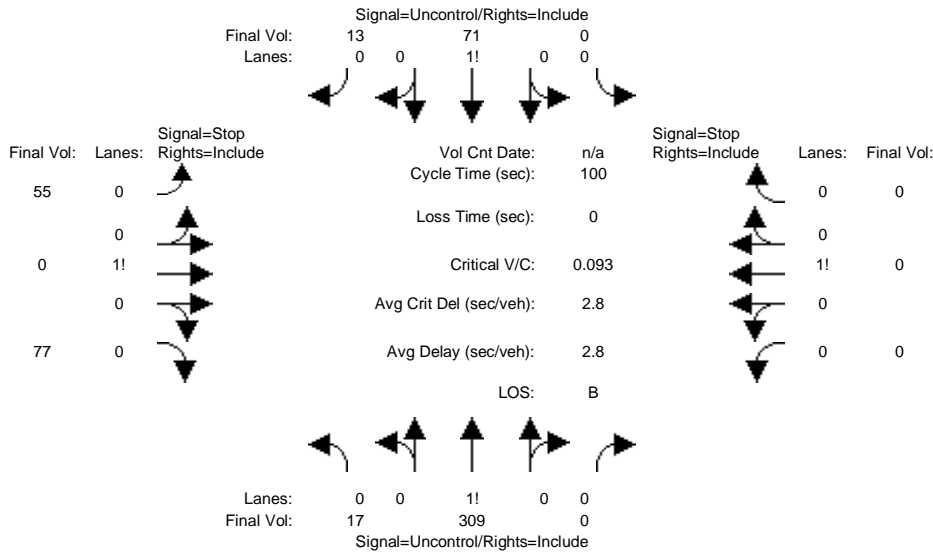 Signal=Uncontrol/Rights=Include
Final Vol: 13 71 0
Lanes: 0 0 1! 0 0
Signal=Stop Signal=Stop
Final Vol: Lanes: Rights=Include Vol Cnt Date: n/a Rights=Include Lanes: Final Vol:
Cycle Time (sec): 100
55 0 0 0
Loss Time (sec): 0
0 0
0 1! Critical V/C: 0.093 1! 0
0 Avg Crit Del (sec/veh): 2.8 0
77 0 Avg Delay (sec/veh): 2.8 0 0
LOS: B
Lanes: 0 0 1! 0 0
Final Vol: 17 309 0
Signal=Uncontrol/Rights=Include